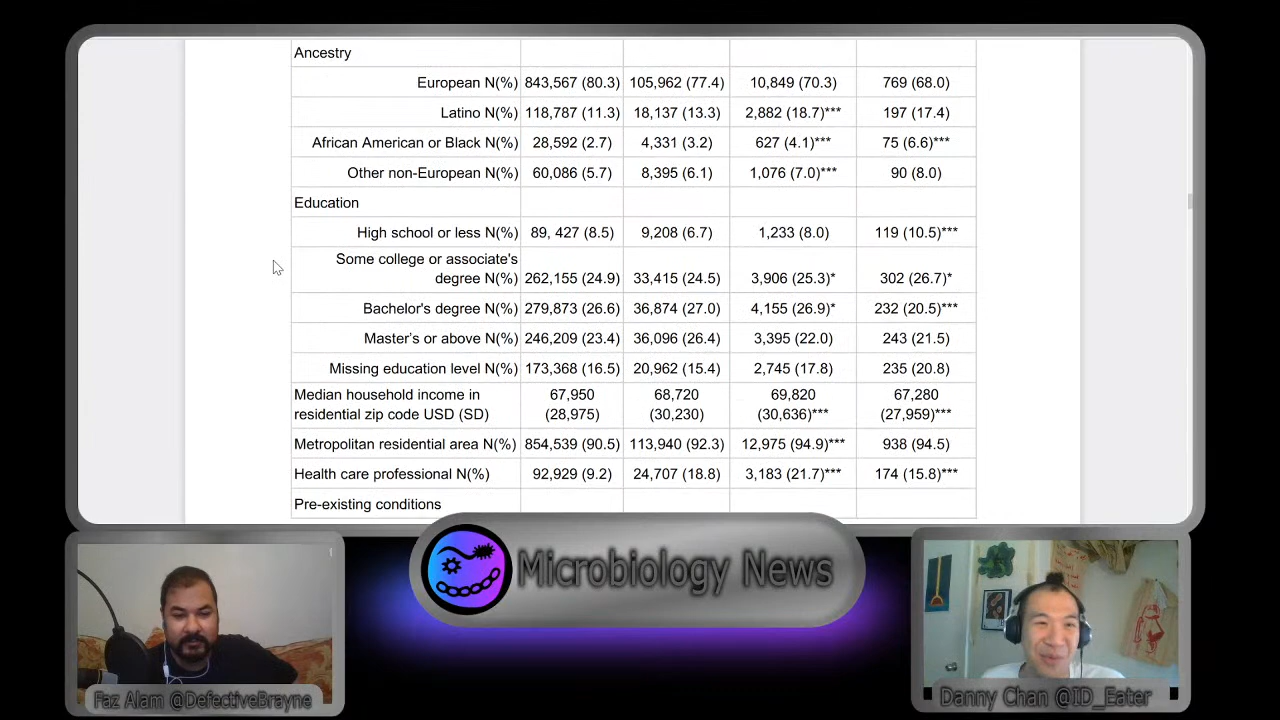 Ancestry
European N(%) 843,567 (80.3) 105,962 (77.4) 10,849 (70.3) 769 (68.0)
Latino N(%) 118,787 (11.3) 18,137 (13.3) 2,882 (18.7)*** 197 (17.4)
African American or Black N(%) 28,592 (2.7) 4,331 (3.2) 627 (4.1)*** 75 (6.6)***
Other non-European N(%) 60,086 (5.7) 8,395 (6.1) 1,076 (7.0)*** 90 (8.0)
Education
High school or less N(%) 89, 427 (8.5) 9,208 (6.7) 1,233 (8.0) 119 (10.5)***
Some college or associate's
degree N(%) 262,155 (24.9) 33,415 (24.5) 3,906 (25.3)* 302 (26.7)*
Bachelor's degree N(%) 279,873 (26.6) 36,874 (27.0) 4,155 (26.9)* 232 (20.5)***
Master's or above N(%) 246,209 (23.4) 36,096 (26.4) 3,395 (22.0) 243 (21.5)
Missing education level N(%) 173,368 (16.5) 20,962 (15.4) 2,745 (17.8) 235 (20.8)
Median household income in 67,950 68,720 69,820 67,280
residential zip code USD (SD) (28,975) (30,230) (30,636)*** (27,959)***
Metropolitan residential area N(%) 854,539 (90.5) 113,940 (92.3) 12,975 (94.9)*** 938 (94.5)
Health care professional N(%) 92,929 (9.2) 24,707 (18.8) 3,183 (21.7)*** 174 (15.8)***
Pre-existing conditions
Microbiology News
Faz Alam @DefectiveBrayne
Danny Chan @ID_Eater